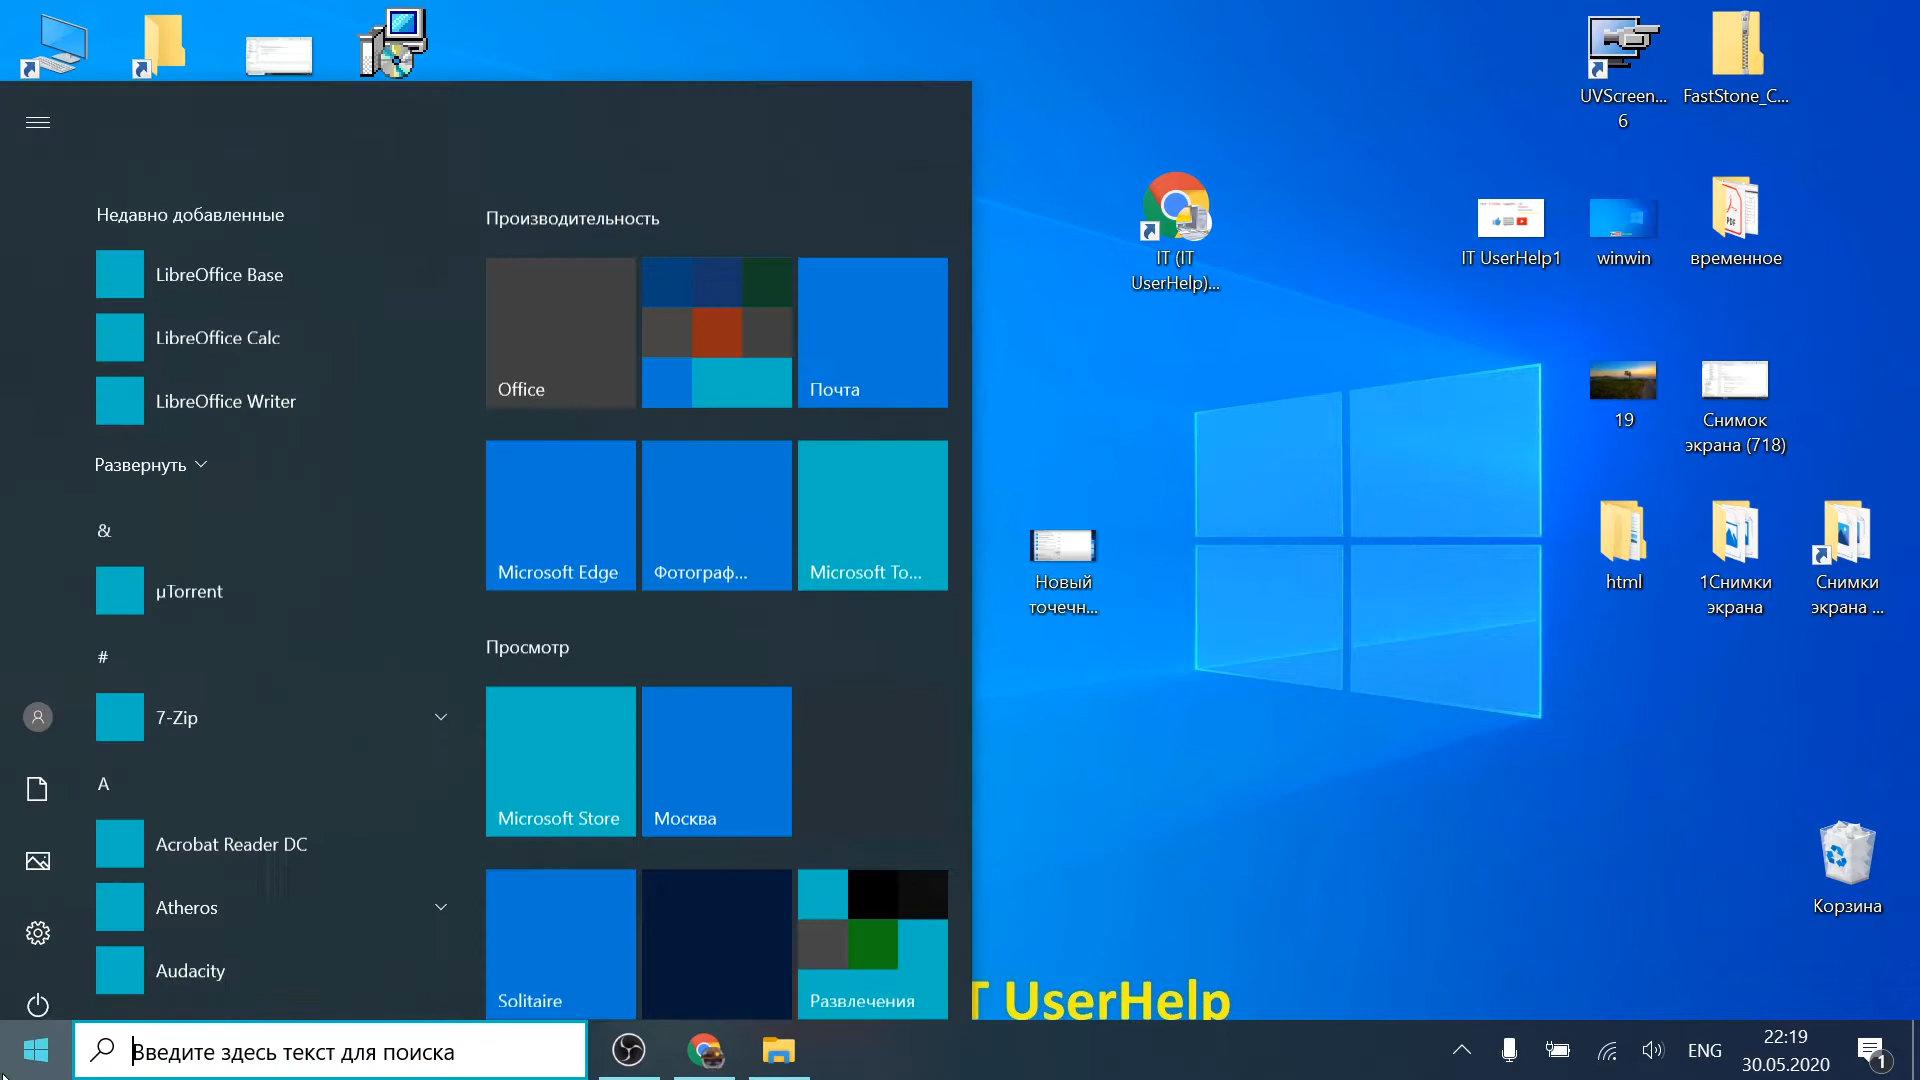 UVScreen...
6
FastStone_C...
Недавно добавленные
LibreOffice Base
LibreOffice Calc
LibreOffice Writer
Развернуть
&
µTorrent
#
7-Zip
A
Acrobat Reader DC
Atheros
Audacity
Производительность
Office
Почта
Microsoft Edge
Фотограф...
Microsoft To...
Просмотр
Microsoft Store
Москва
Solitaire
Развлечения
IT (IT
UserHelp)...
IT UserHelp1
winwin
временное
19
Снимок
экрана (718)
Новый
точечн...
html
1Снимки
экрана
Снимки
экрана ...
Корзина
T UserHelp
Введите здесь текст для поиска
ENG
22:19
30.05.2020
1